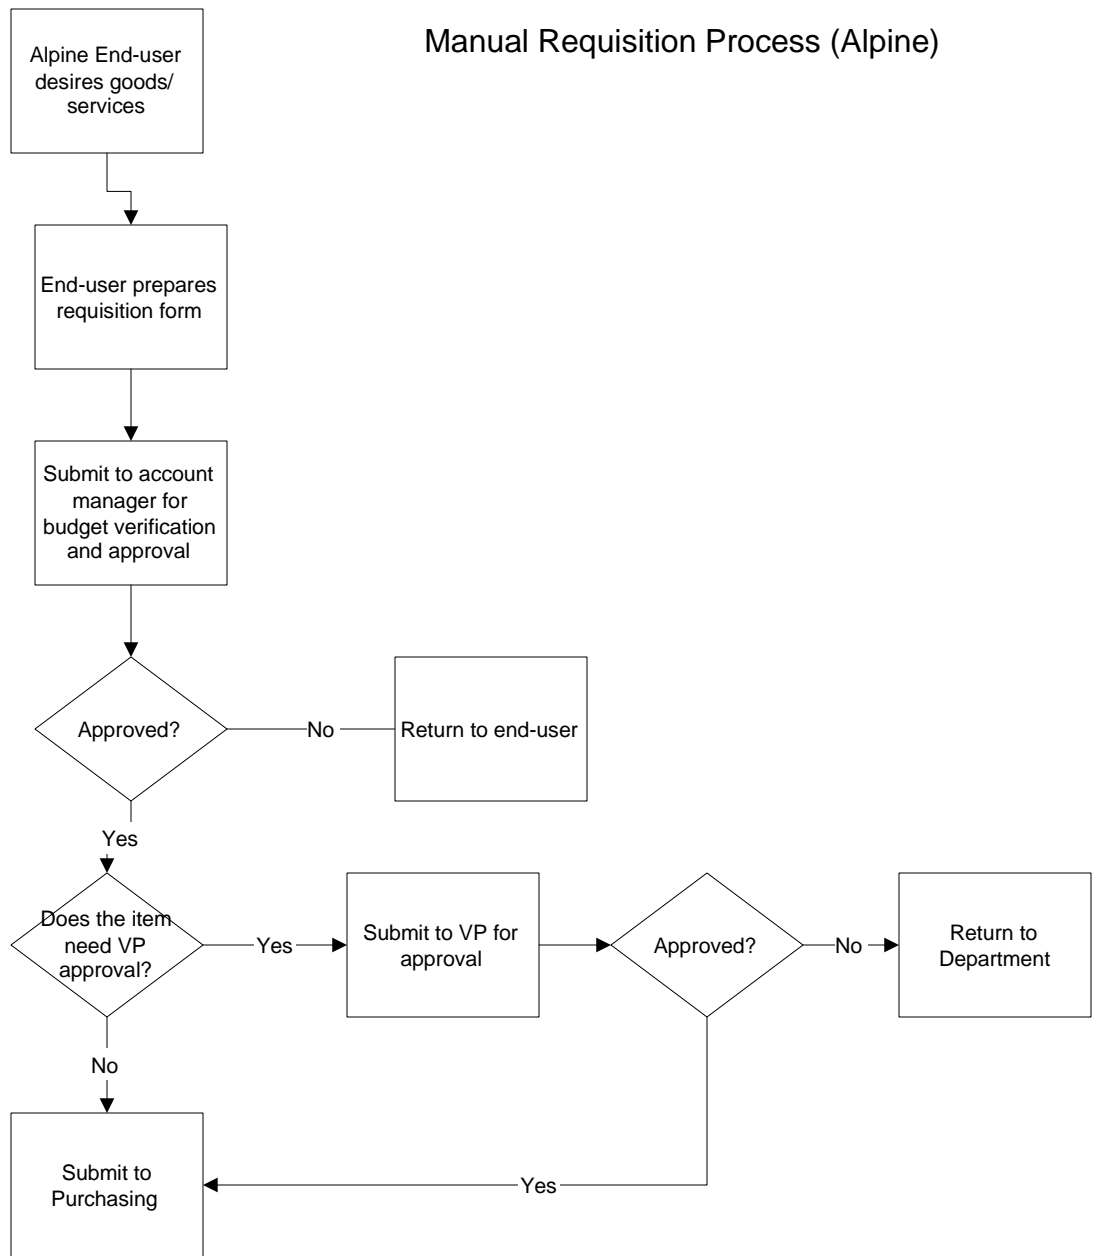 Manual Requisition Process (Alpine)
Alpine End-user
desires goods/
services
End-user prepares
requisition form
Submit to account
manager for
budget verification
and approval
Approved?
No
Return to end-user
Yes
Does the item
need VP
approval?
Yes
Submit to VP for
approval
Approved?
No
Return to
Department
No
Submit to
Purchasing
Yes